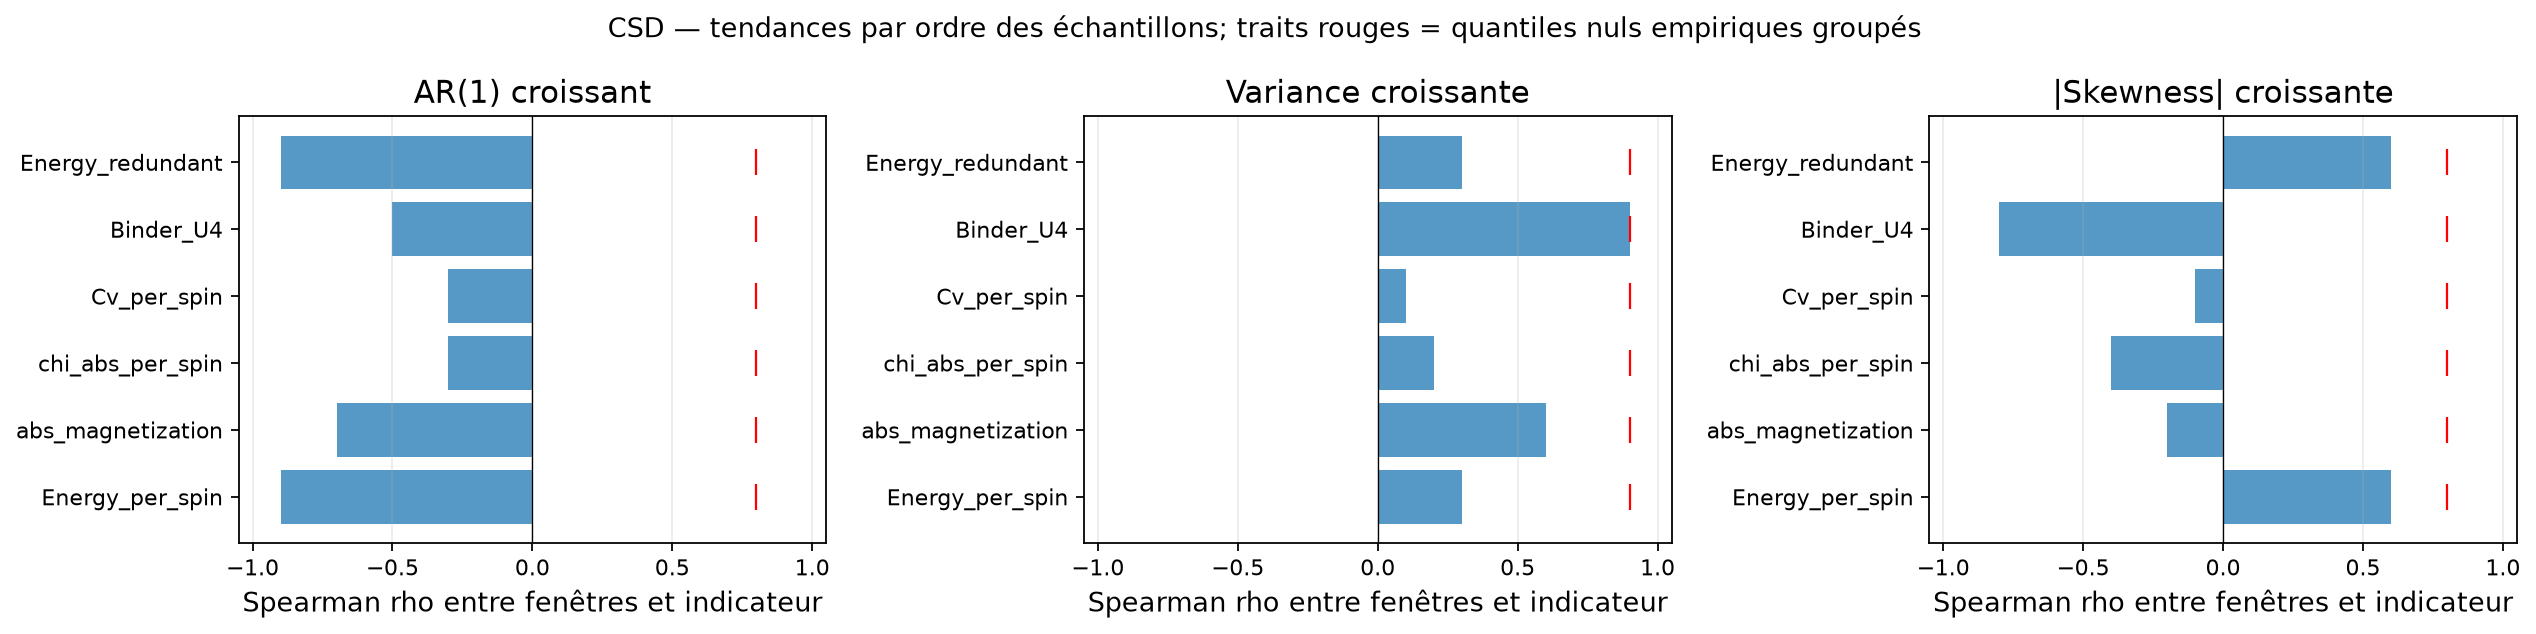 CSD — tendances par ordre des échantillons; traits rouges = quantiles nuls empiriques groupés
AR(1) croissant
Energy_redundant
Binder_U4
Cv_per_spin
chi_abs_per_spin
abs_magnetization
Energy_per_spin
−1.0 −0.5 0.0 0.5 1.0
Spearman rho entre fenêtres et indicateur
Variance croissante
Energy_redundant
Binder_U4
Cv_per_spin
chi_abs_per_spin
abs_magnetization
Energy_per_spin
−1.0 −0.5 0.0 0.5 1.0
Spearman rho entre fenêtres et indicateur
|Skewness| croissante
Energy_redundant
Binder_U4
Cv_per_spin
chi_abs_per_spin
abs_magnetization
Energy_per_spin
−1.0 −0.5 0.0 0.5 1.0
Spearman rho entre fenêtres et indicateur